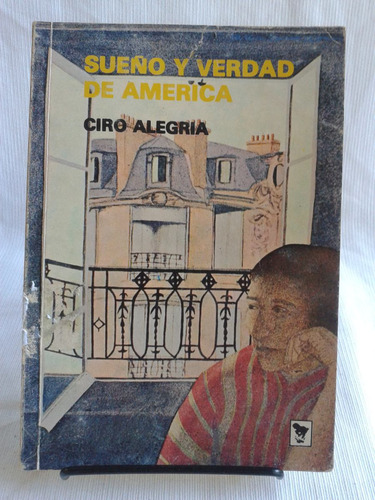 SUEÑO Y VERDAD
DE AMERICA
CIRO ALEGRIA